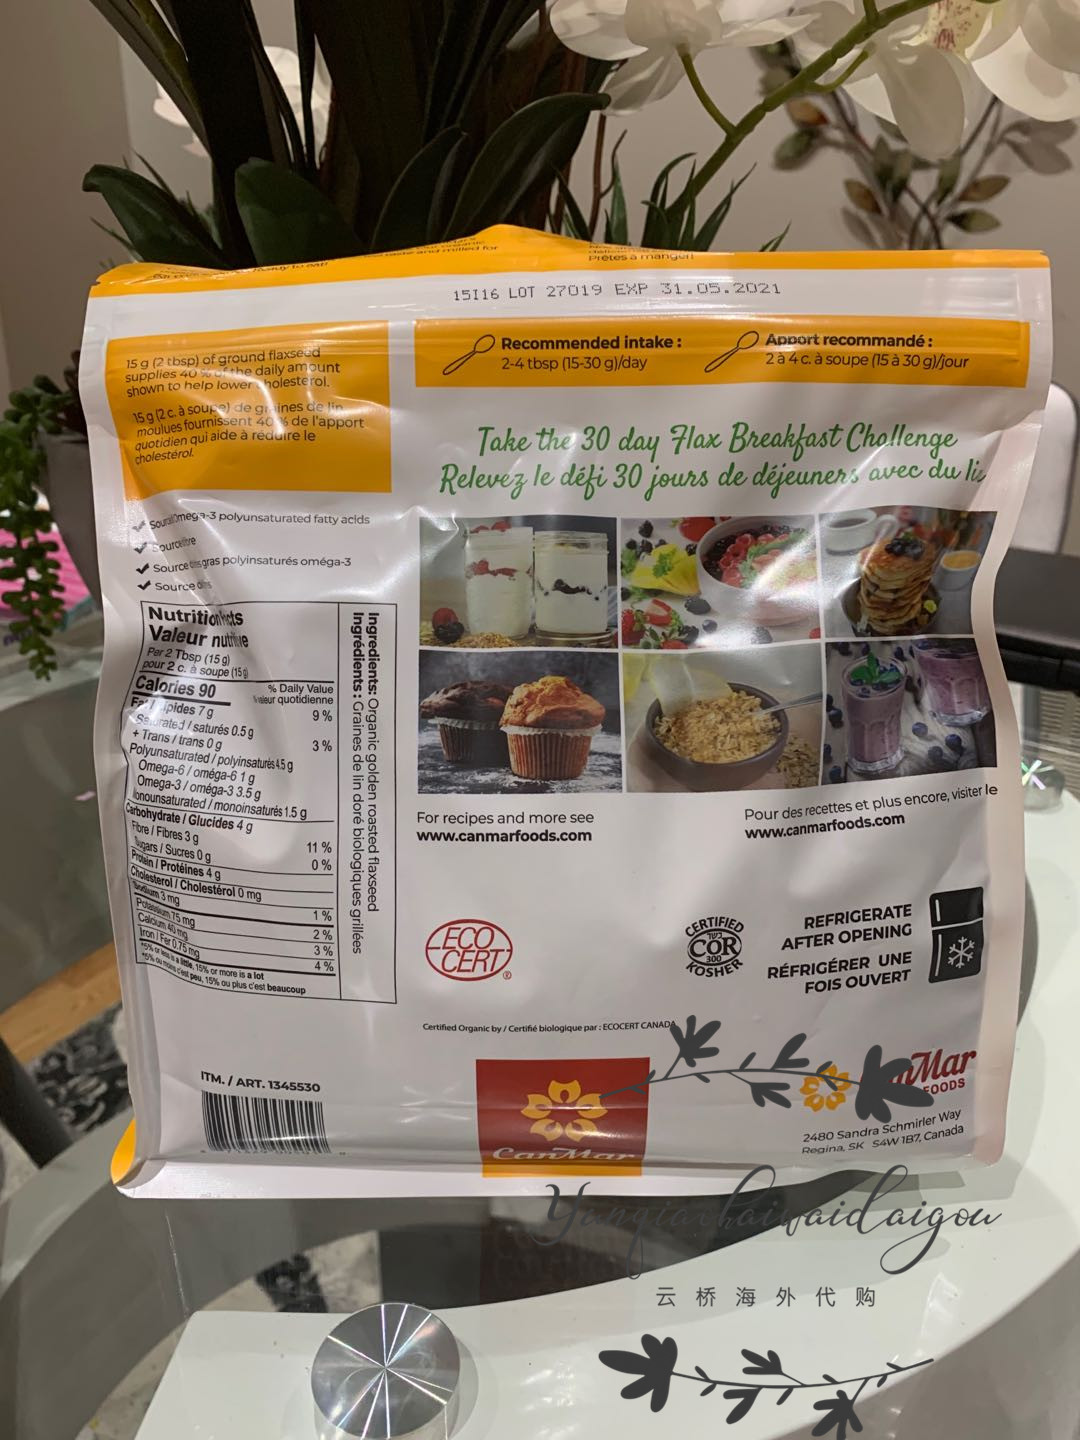 taste and milled for
Prêtes à manger!
15I16 LOT 27019 EXP 31.05.2021
15 g (2 tbsp) of ground flaxseed
supplies 40 % of the daily amount
shown to help lower cholesterol.
15 g (2 c. à soupe) de graines de lin
moulues fournissent 40 % de l'apport
quotidien qui aide à réduire le
cholestérol.
Recommended intake :
2-4 tbsp (15-30 g)/day
Apport recommandé :
2 à 4 c. à soupe (15 à 30 g)/jour
Take the 30 day Flax Breakfast Challenge
Relevez le défi 30 jours de déjeuners avec du
Omega-3 polyunsaturated fatty acids
Source
Source gras polyinsaturés oméga-3
Source
Nutrition
Valeur
Per 2 Tbsp (15 g)
pour 2 c. à soupe (15 g)
Calories 90
% Daily Value
% valeur quotidienne
7 g
9 %
Saturated / saturés 0.5 g
+ Trans / trans 0 g
3 %
Polyunsaturated / polyinsaturés 4.5 g
Omega-6 / oméga-6 1 g
Omega-3 / oméga-3 3.5 g
Monounsaturated / monoinsaturés 1.5 g
Carbohydrate / Glucides 4 g
Fibre / Fibres 3 g
11 %
Sugars / Sucres 0 g
0 %
Protein / Protéines 4 g
Cholesterol / Cholestérol 0 mg
Sodium 3 mg
1 %
Potassium 75 mg
2 %
Calcium 40 mg
3 %
Iron / Fer 0.75 mg
4 %
*5% or less is a little, 15% or more is a lot
*5% ou moins c'est peu, 15% ou plus c'est beaucoup
Ingredients: Organic golden roasted flaxseed
Ingrédients : Graines de lin doré biologiques grillées
For recipes and more see
www.canmarfoods.com
Pour des recettes et plus encore, visiter le
www.canmarfoods.com
ECO
CERT
®
CERTIFIED
כשר
COR
300
KOSHER
REFRIGERATE
AFTER OPENING
RÉFRIGÉRER UNE
FOIS OUVERT
Certified Organic by / Certifié biologique par : ECOCERT CANADA
ITM. / ART. 1345530
CanMar
Mar
FOODS
2480 Sandra Schmirler Way
Regina, SK S4W 1B7, Canada
Yunqiaohaiwaidaigou
云桥海外代购